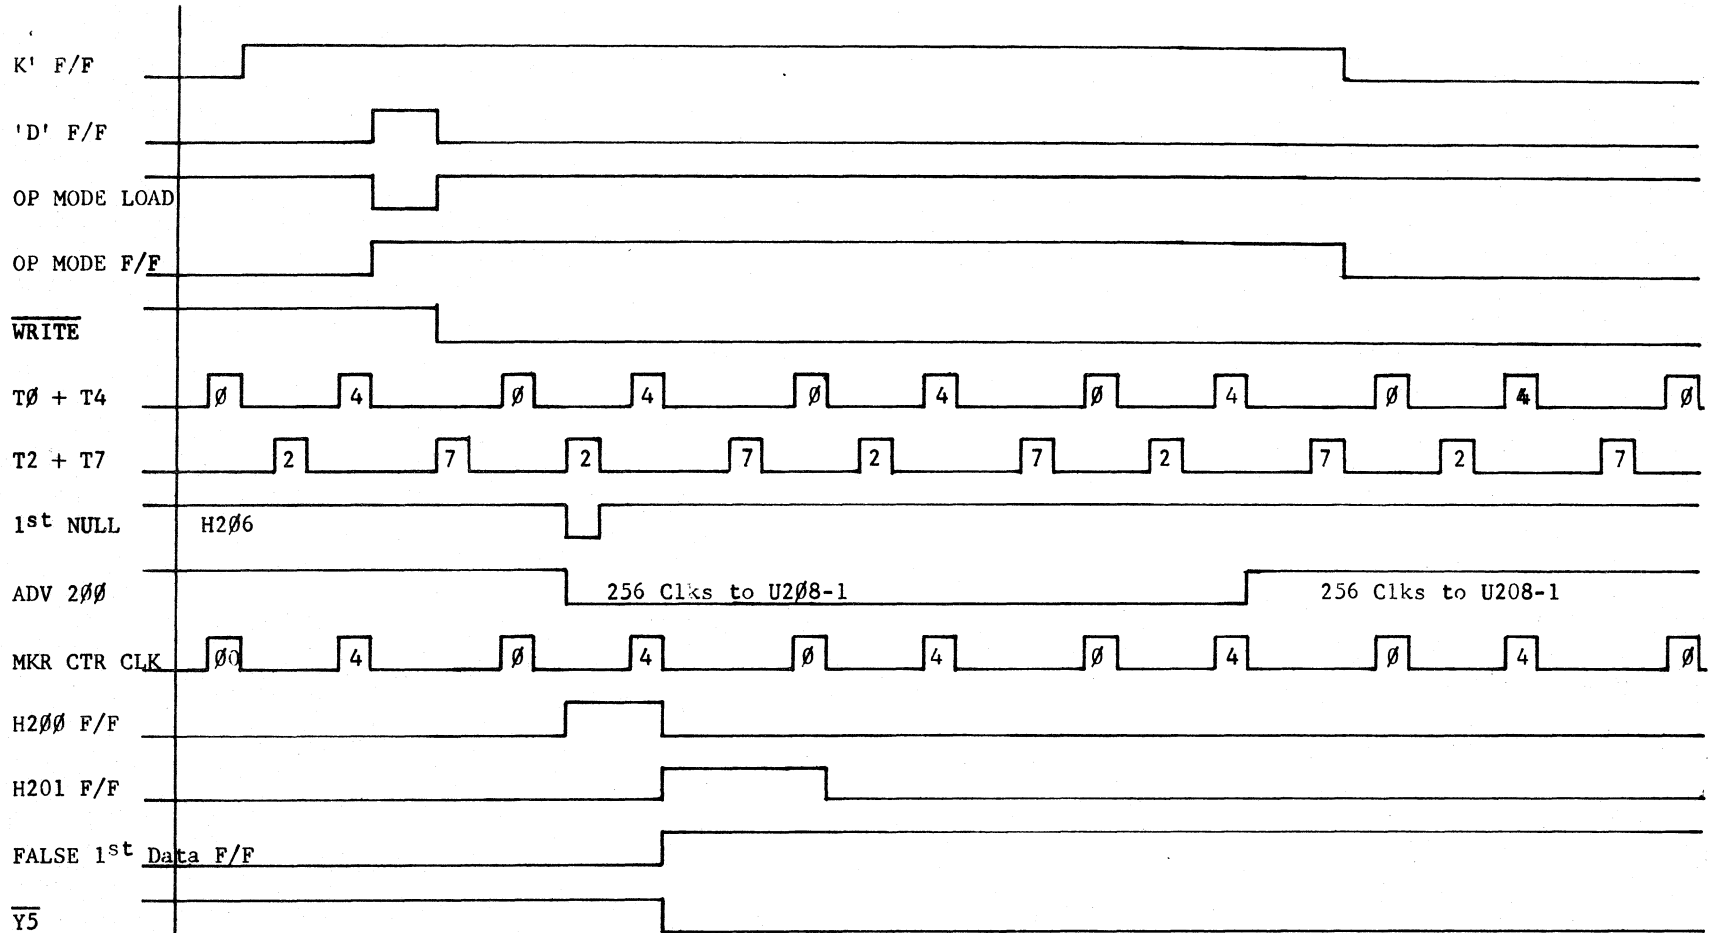 K' F/F
'D' F/F
OP MODE LOAD
OP MODE F/F
WRITE
TØ + T4 Ø 4 Ø 4 Ø 4 Ø 4 Ø 4 Ø
T2 + T7 2 7 2 7 2 7 2 7 2 7
1st NULL H2Ø6
ADV 2ØØ 256 Clks to U2Ø8-1 256 Clks to U208-1
MKR CTR CLK Ø0 4 Ø 4 Ø 4 Ø 4 Ø 4 Ø
H2ØØ F/F
H201 F/F
FALSE 1st Data F/F
Y5